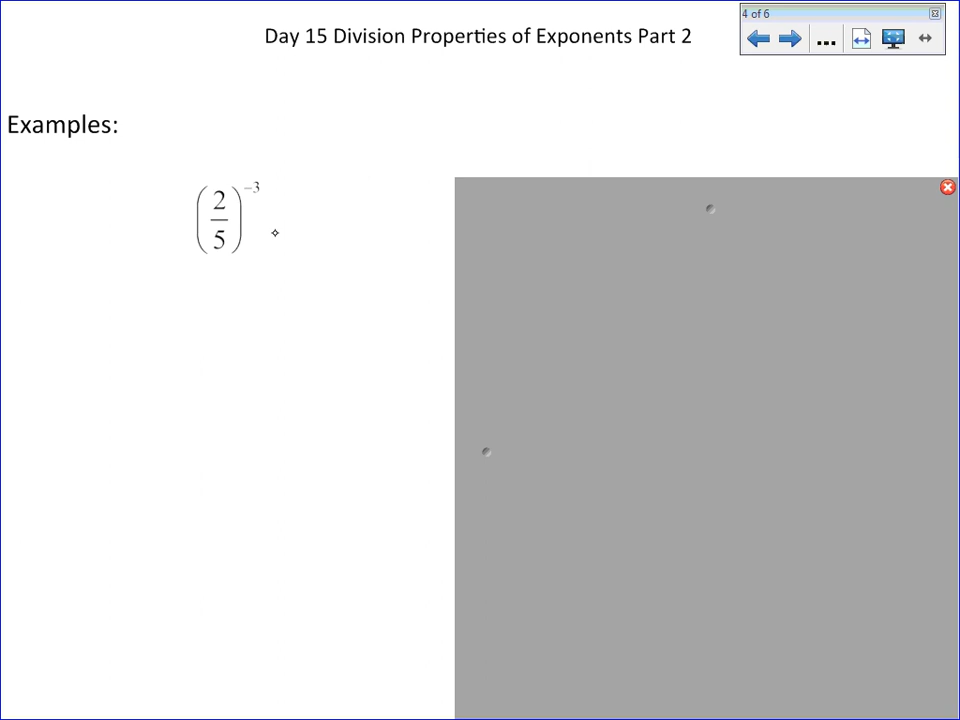 Day 15 Division Properties of Exponents Part 2
4 of 6
Examples:
(2/5)^-3